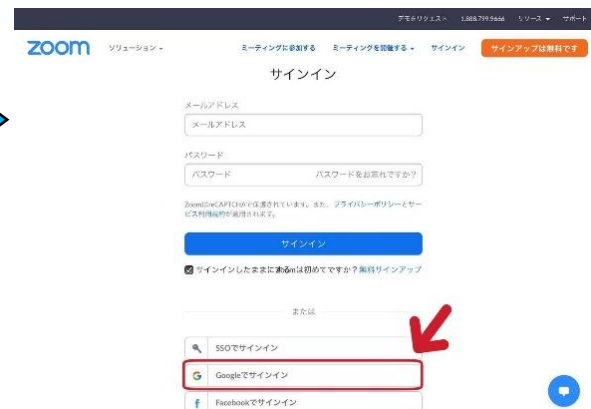 デモをリクエスト 1.888.799.9666 リソース サポート
zoom ソリューション ミーティングに参加する ミーティングを開催する サインイン サインアップは無料です
サインイン
メールアドレス
メールアドレス
パスワード
パスワード パスワードをお忘れですか?
ZoomはreCAPTCHAで保護されています。また、プライバシーポリシーとサー
ビス利用規約が適用されます。
サインイン
サインインしたままにする は初めてですか?無料サインアップ
または
SSOでサインイン
G Googleでサインイン
f Facebookでサインイン